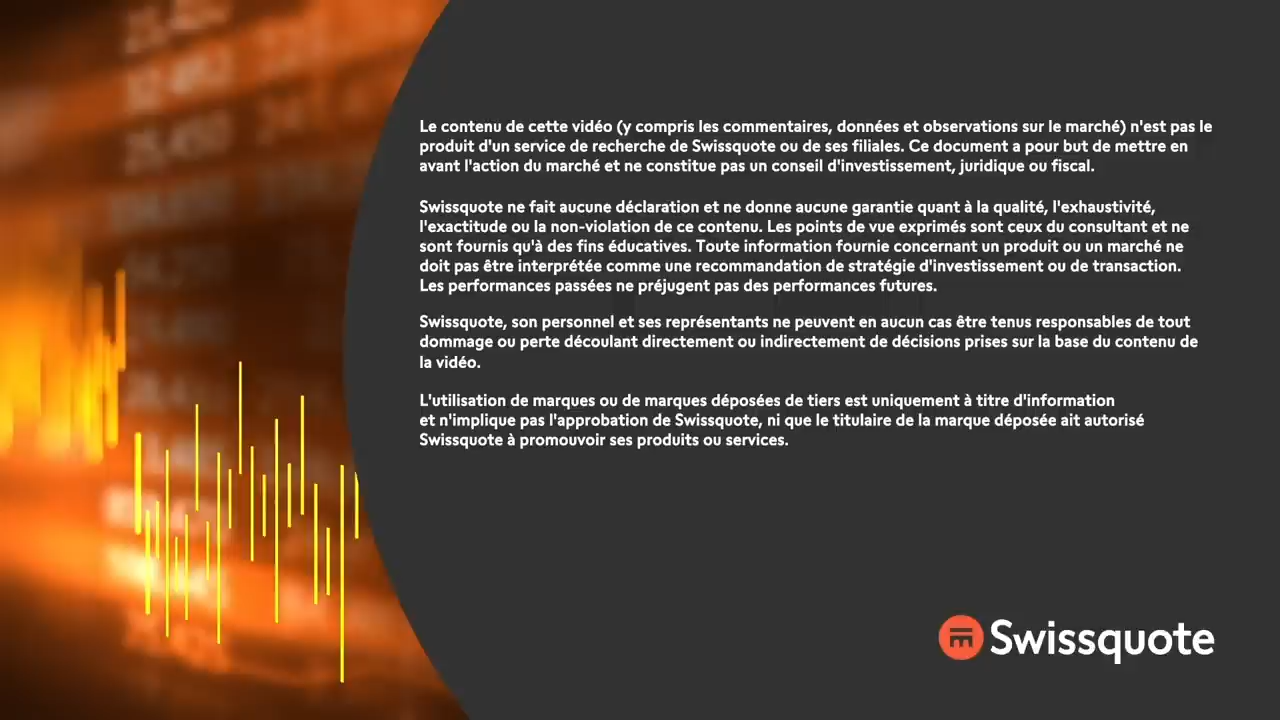 Le contenu de cette vidéo (y compris les commentaires, données et observations sur le marché) n'est pas le
produit d'un service de recherche de Swissquote ou de ses filiales. Ce document a pour but de mettre en
avant l'action du marché et ne constitue pas un conseil d'investissement, juridique ou fiscal.
Swissquote ne fait aucune déclaration et ne donne aucune garantie quant à la qualité, l'exhaustivité,
l'exactitude ou la non-violation de ce contenu. Les points de vue exprimés sont ceux du consultant et ne
sont fournis qu'à des fins éducatives. Toute information fournie concernant un produit ou un marché ne
doit pas être interprétée comme une recommandation de stratégie d'investissement ou de transaction.
Les performances passées ne préjugent pas des performances futures.
Swissquote, son personnel et ses représentants ne peuvent en aucun cas être tenus responsables de tout
dommage ou perte découlant directement ou indirectement de décisions prises sur la base du contenu de
la vidéo.
L'utilisation de marques ou de marques déposées de tiers est uniquement à titre d'information
et n'implique pas l'approbation de Swissquote, ni que le titulaire de la marque déposée ait autorisé
Swissquote à promouvoir ses produits ou services.
Swissquote